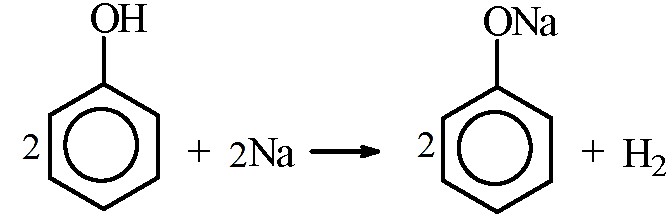 OH ONa
2 + 2Na 2 + H₂